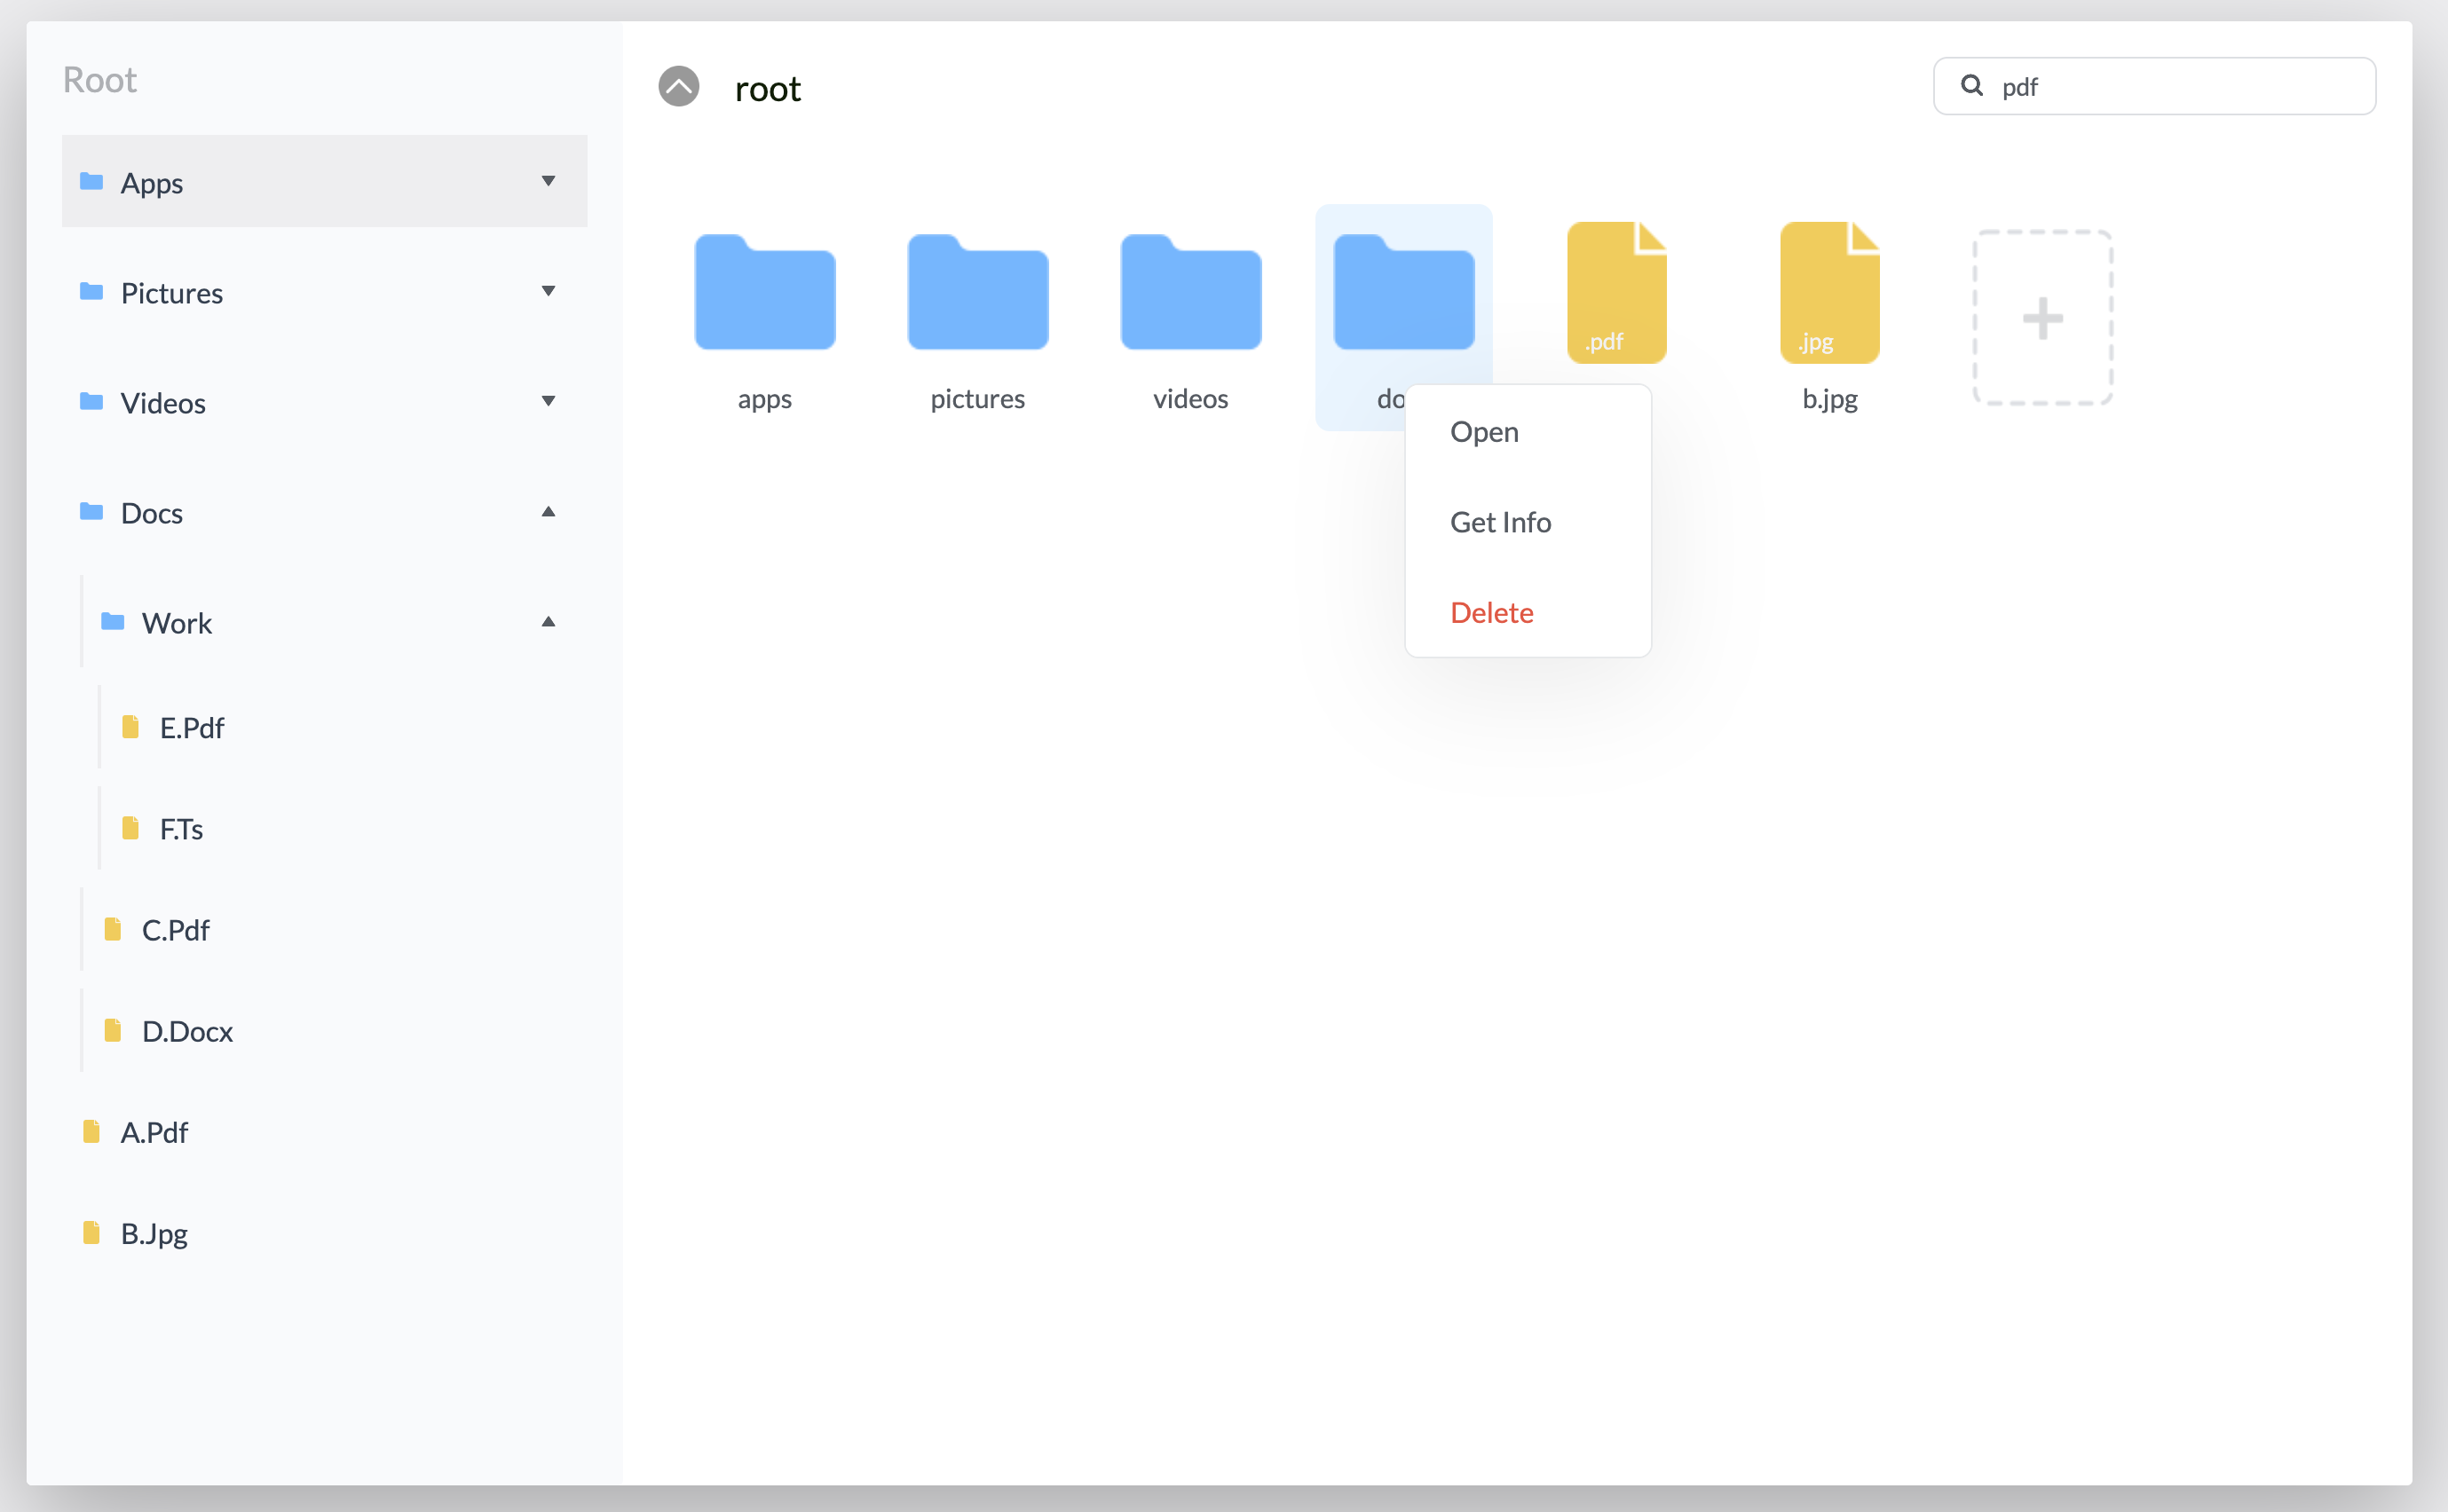 Root
Apps
Pictures
Videos
Docs
Work
E.Pdf
F.Ts
C.Pdf
D.Docx
A.Pdf
B.Jpg
root
pdf
.pdf
.jpg
apps
pictures
videos
do
b.jpg
Open
Get Info
Delete